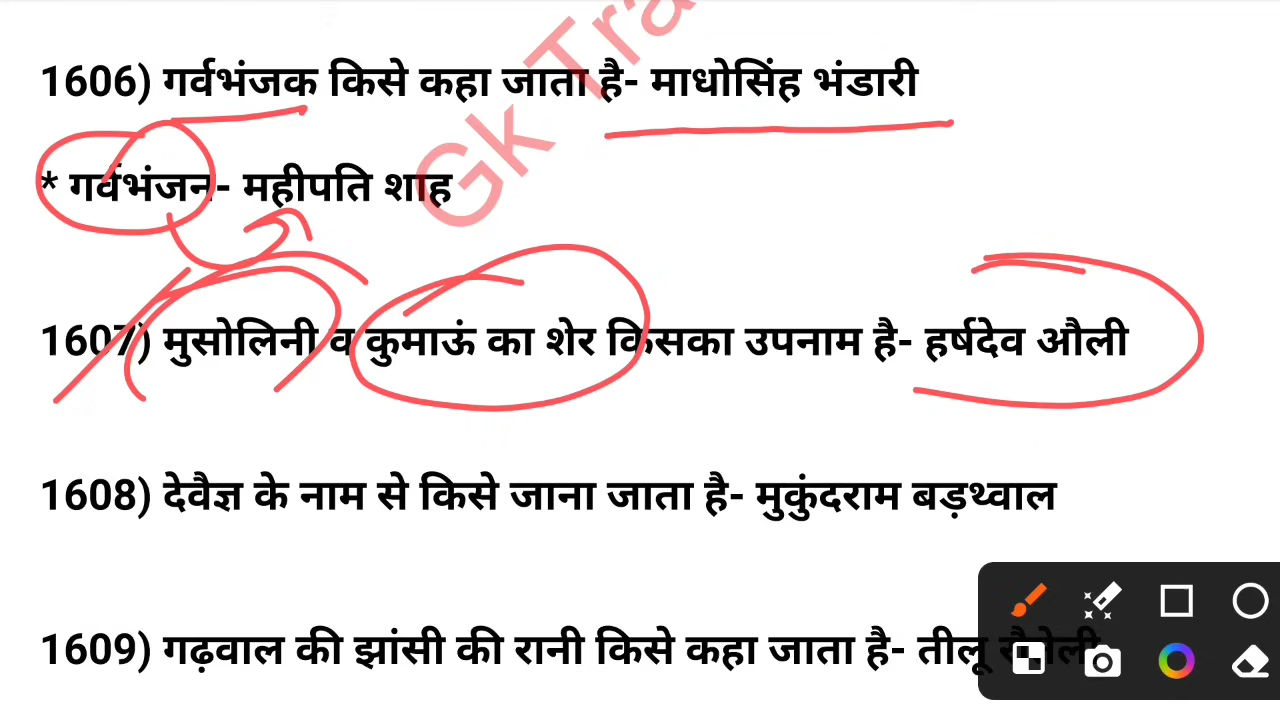 1606) गर्वभंजक किसे कहा जाता है- माधोसिंह भंडारी
* गर्वभंजन- महीपति शाह
1607) मुसोलिनी व कुमाऊं का शेर किसका उपनाम है- हर्षदेव औली
1608) देवैज्ञ के नाम से किसे जाना जाता है- मुकुंदराम बड़थ्वाल
1609) गढ़वाल की झांसी की रानी किसे कहा जाता है- तीलू
Gk